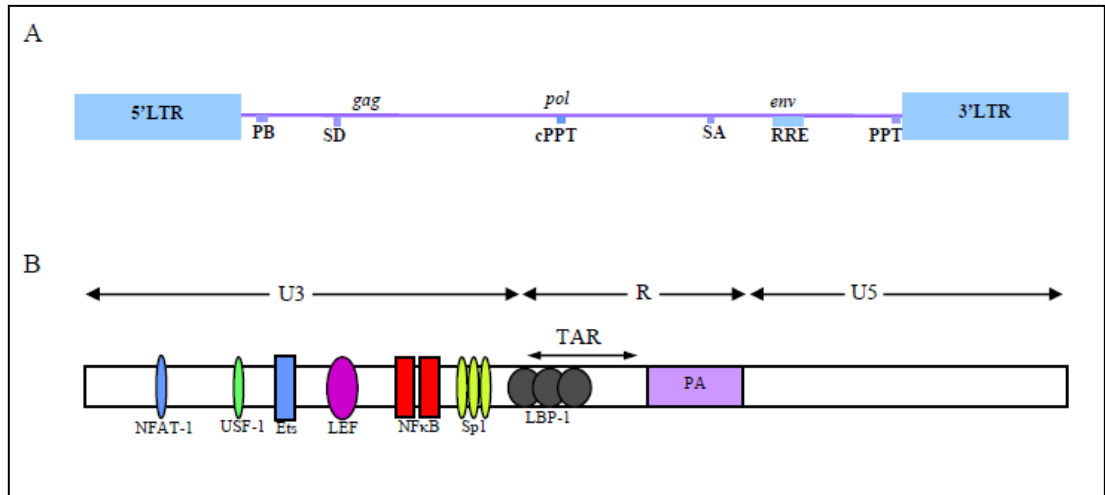 A
gag pol env
5'LTR 3'LTR
PB SD cPPT SA RRE PPT
B
U3 R U5
TAR
PA
NFAT-1 USF-1 Ets LEF NFκB Sp1 LBP-1